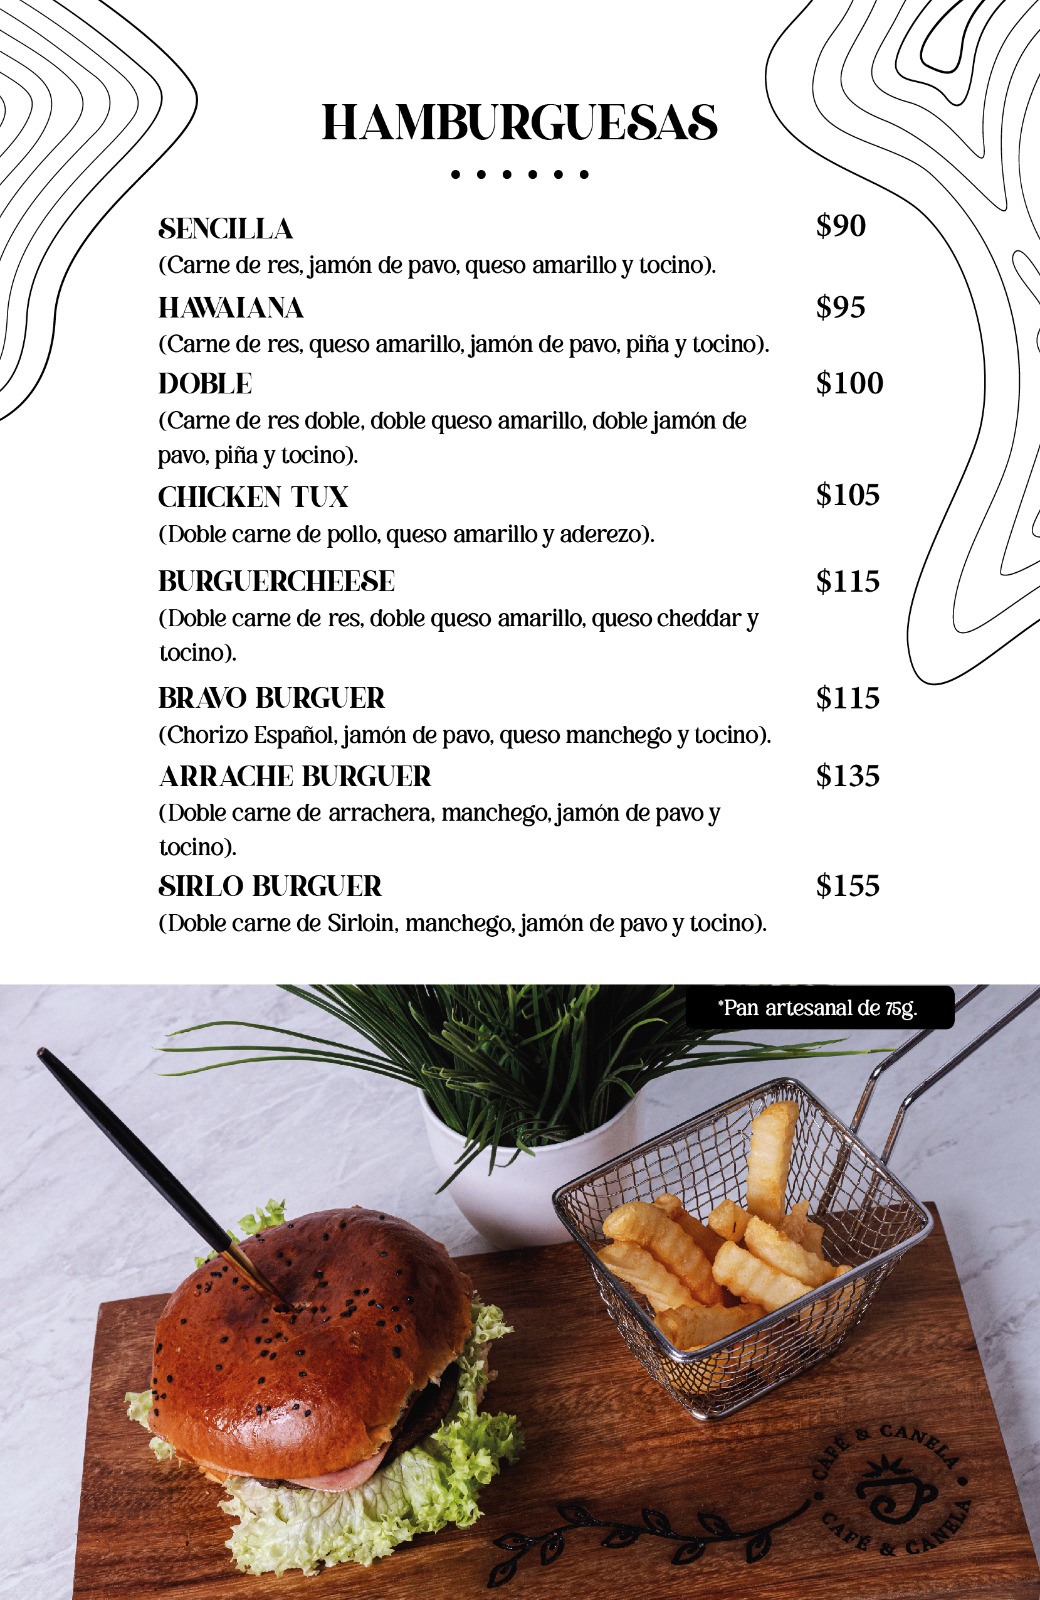 HAMBURGUESAS
SENCILLA $90
(Carne de res, jamón de pavo, queso amarillo y tocino).
HAWAIANA $95
(Carne de res, queso amarillo, jamón de pavo, piña y tocino).
DOBLE $100
(Carne de res doble, doble queso amarillo, doble jamón de
pavo, piña y tocino).
CHICKEN TUX $105
(Doble carne de pollo, queso amarillo y aderezo).
BURGUERCHEESE $115
(Doble carne de res, doble queso amarillo, queso cheddar y
tocino).
BRAVO BURGUER $115
(Chorizo Español, jamón de pavo, queso manchego y tocino).
ARRACHE BURGUER $135
(Doble carne de arrachera, manchego, jamón de pavo y
tocino).
SIRLO BURGUER $155
(Doble carne de Sirloin, manchego, jamón de pavo y tocino).
*Pan artesanal de 75g.
CAFÉ & CANELA
CAFÉ & CANELA